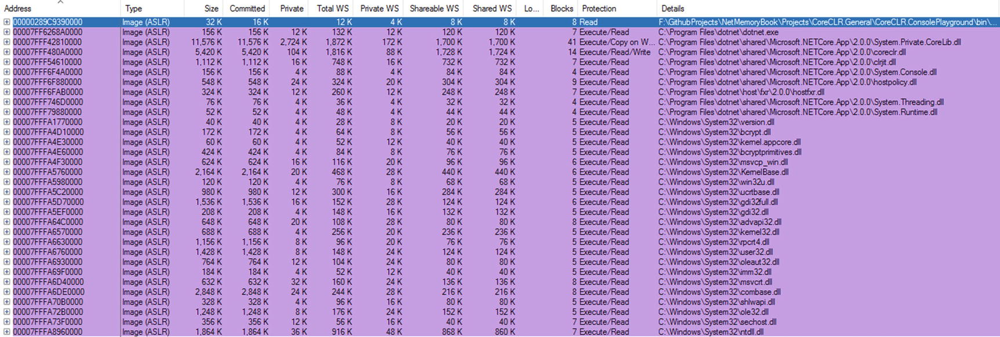 Address Type Size Committed Private Total WS Private WS Shareable WS Shared WS Lo... Blocks Protection Details
00000289C9390000 Image (ASLR) 32 K 16 K 12 K 4 K 8 K 8 K 8 Read F:\GithubProjects\NetMemoryBook\Projects\CoreCLR.General\CoreCLR.ConsolePlayground\bin\...
00007FF6268A0000 Image (ASLR) 156 K 156 K 12 K 132 K 12 K 120 K 120 K 7 Execute/Read C:\Program Files\dotnet\dotnet.exe
00007FFF42810000 Image (ASLR) 11,576 K 11,576 K 2,724 K 1,872 K 172 K 1,700 K 1,700 K 41 Execute/Copy on W... C:\Program Files\dotnet\shared\Microsoft.NETCore.App\2.0.0\System.Private.CoreLib.dll
00007FFF480A0000 Image (ASLR) 5,420 K 5,420 K 104 K 1,816 K 88 K 1,728 K 1,724 K 14 Execute/Read/Write C:\Program Files\dotnet\shared\Microsoft.NETCore.App\2.0.0\coreclr.dll
00007FFF54610000 Image (ASLR) 1,112 K 1,112 K 16 K 748 K 16 K 732 K 732 K 7 Execute/Read C:\Program Files\dotnet\shared\Microsoft.NETCore.App\2.0.0\clrjit.dll
00007FFF6F4A0000 Image (ASLR) 156 K 156 K 4 K 88 K 4 K 84 K 84 K 4 Execute/Read C:\Program Files\dotnet\shared\Microsoft.NETCore.App\2.0.0\System.Console.dll
00007FFF6F880000 Image (ASLR) 548 K 548 K 24 K 324 K 20 K 304 K 304 K 9 Execute/Read C:\Program Files\dotnet\shared\Microsoft.NETCore.App\2.0.0\hostpolicy.dll
00007FFF6FAB0000 Image (ASLR) 324 K 324 K 12 K 260 K 12 K 248 K 248 K 7 Execute/Read C:\Program Files\dotnet\host\fxr\2.0.0\hostfxr.dll
00007FFF746D0000 Image (ASLR) 76 K 76 K 4 K 36 K 4 K 32 K 32 K 4 Execute/Read C:\Program Files\dotnet\shared\Microsoft.NETCore.App\2.0.0\System.Threading.dll
00007FFF79880000 Image (ASLR) 52 K 52 K 4 K 48 K 4 K 44 K 44 K 4 Execute/Read C:\Program Files\dotnet\shared\Microsoft.NETCore.App\2.0.0\System.Runtime.dll
00007FFFA1770000 Image (ASLR) 40 K 40 K 4 K 28 K 8 K 20 K 20 K 5 Execute/Read C:\Windows\System32\version.dll
00007FFFA4D10000 Image (ASLR) 172 K 172 K 4 K 64 K 8 K 56 K 56 K 5 Execute/Read C:\Windows\System32\bcrypt.dll
00007FFFA4E30000 Image (ASLR) 60 K 60 K 4 K 52 K 12 K 40 K 40 K 5 Execute/Read C:\Windows\System32\kernel.appcore.dll
00007FFFA4E60000 Image (ASLR) 424 K 424 K 4 K 84 K 8 K 76 K 76 K 5 Execute/Read C:\Windows\System32\bcryptprimitives.dll
00007FFFA4F30000 Image (ASLR) 624 K 624 K 16 K 116 K 20 K 96 K 96 K 6 Execute/Read C:\Windows\System32\msvcp_win.dll
00007FFFA5760000 Image (ASLR) 2,164 K 2,164 K 20 K 468 K 28 K 440 K 440 K 6 Execute/Read C:\Windows\System32\KernelBase.dll
00007FFFA5980000 Image (ASLR) 120 K 120 K 4 K 76 K 8 K 68 K 68 K 5 Execute/Read C:\Windows\System32\win32u.dll
00007FFFA5C20000 Image (ASLR) 980 K 980 K 12 K 300 K 16 K 284 K 284 K 5 Execute/Read C:\Windows\System32\ucrtbase.dll
00007FFFA5D70000 Image (ASLR) 1,536 K 1,536 K 16 K 152 K 28 K 124 K 124 K 6 Execute/Read C:\Windows\System32\gdi32full.dll
00007FFFA5EF0000 Image (ASLR) 208 K 208 K 4 K 148 K 16 K 132 K 132 K 5 Execute/Read C:\Windows\System32\gdi32.dll
00007FFFA64C0000 Image (ASLR) 648 K 648 K 20 K 108 K 28 K 80 K 80 K 8 Execute/Read C:\Windows\System32\advapi32.dll
00007FFFA6570000 Image (ASLR) 688 K 688 K 4 K 256 K 20 K 236 K 236 K 5 Execute/Read C:\Windows\System32\kernel32.dll
00007FFFA6630000 Image (ASLR) 1,156 K 1,156 K 8 K 96 K 20 K 76 K 76 K 5 Execute/Read C:\Windows\System32\rpcrt4.dll
00007FFFA6760000 Image (ASLR) 1,428 K 1,428 K 8 K 148 K 24 K 124 K 124 K 5 Execute/Read C:\Windows\System32\user32.dll
00007FFFA6930000 Image (ASLR) 764 K 764 K 12 K 104 K 24 K 80 K 80 K 5 Execute/Read C:\Windows\System32\oleaut32.dll
00007FFFA69F0000 Image (ASLR) 184 K 184 K 4 K 52 K 12 K 40 K 40 K 5 Execute/Read C:\Windows\System32\imm32.dll
00007FFFA6D40000 Image (ASLR) 632 K 632 K 32 K 160 K 24 K 136 K 136 K 8 Execute/Read C:\Windows\System32\msvcrt.dll
00007FFFA6DE0000 Image (ASLR) 2,848 K 2,848 K 24 K 244 K 28 K 216 K 216 K 8 Execute/Read C:\Windows\System32\combase.dll
00007FFFA70B0000 Image (ASLR) 328 K 328 K 4 K 96 K 16 K 80 K 80 K 5 Execute/Read C:\Windows\System32\shlwapi.dll
00007FFFA72B0000 Image (ASLR) 1,248 K 1,248 K 8 K 176 K 24 K 152 K 152 K 5 Execute/Read C:\Windows\System32\ole32.dll
00007FFFA73F0000 Image (ASLR) 356 K 356 K 12 K 56 K 16 K 40 K 40 K 7 Execute/Read C:\Windows\System32\sechost.dll
00007FFFA8960000 Image (ASLR) 1,864 K 1,864 K 36 K 916 K 48 K 868 K 860 K 7 Execute/Read C:\Windows\System32\ntdll.dll